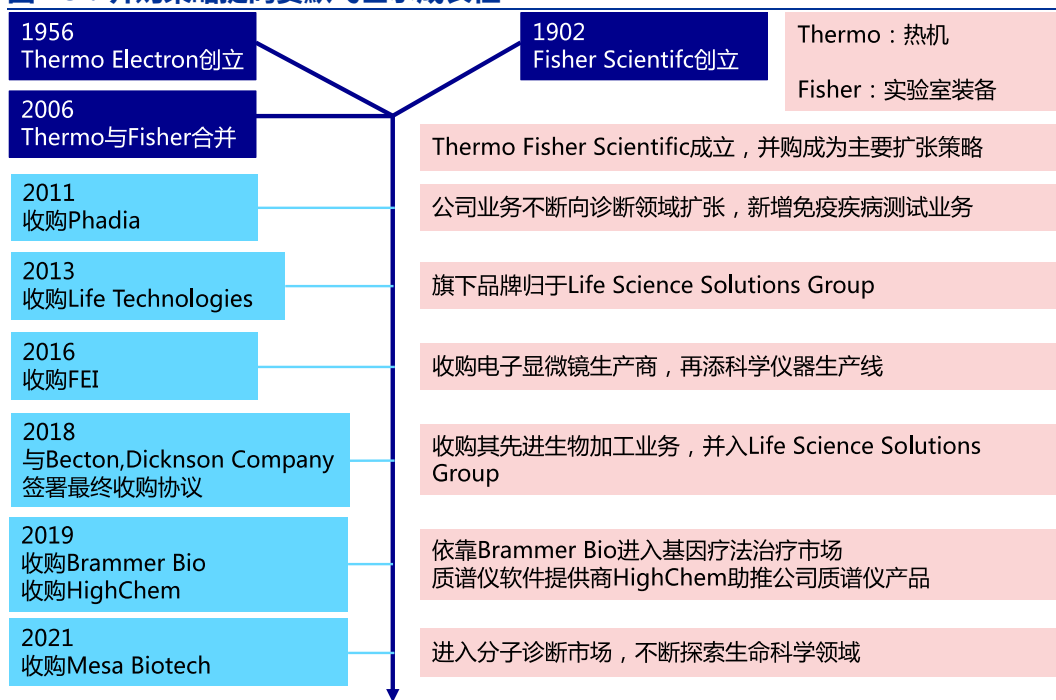 1956
Thermo Electron创立
1902
Fisher Scientifc创立
Thermo：热机
Fisher：实验室装备
2006
Thermo与Fisher合并
Thermo Fisher Scientific成立，并购成为主要扩张策略
2011
收购Phadia
公司业务不断向诊断领域扩张，新增免疫疾病测试业务
2013
收购Life Technologies
旗下品牌归于Life Science Solutions Group
2016
收购FEI
收购电子显微镜生产商，再添科学仪器生产线
2018
与Becton,Dicknson Company
签署最终收购协议
收购其先进生物加工业务，并入Life Science Solutions
Group
2019
收购Brammer Bio
收购HighChem
依靠Brammer Bio进入基因疗法治疗市场
质谱仪软件提供商HighChem助推公司质谱仪产品
2021
收购Mesa Biotech
进入分子诊断市场，不断探索生命科学领域